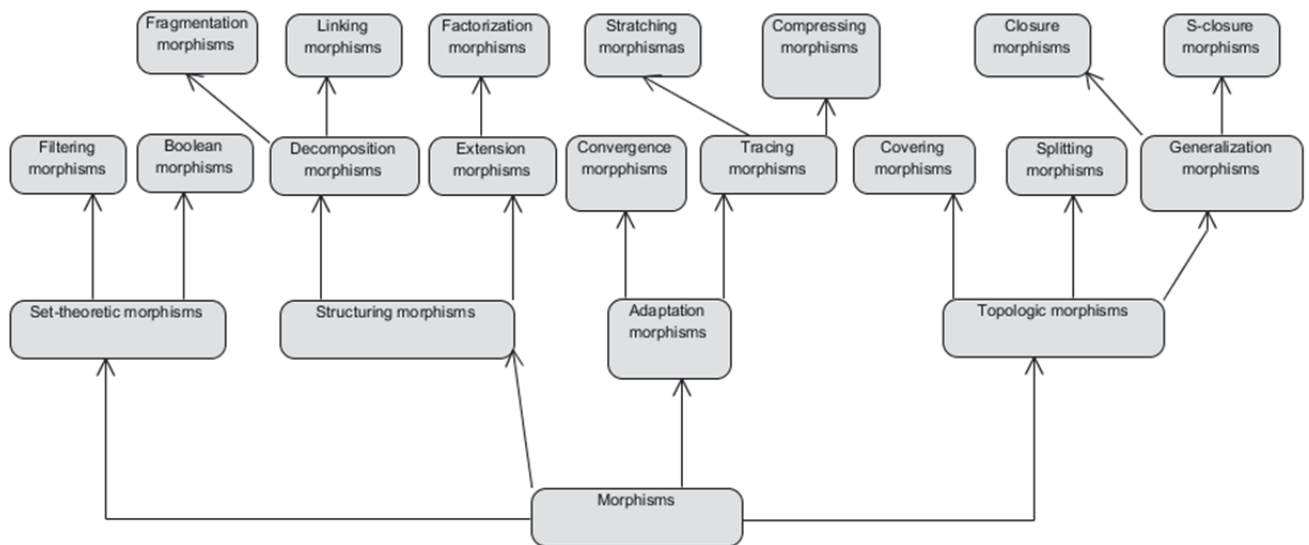 Fragmentation
morphisms
Linking
morphisms
Factorization
morphisms
Stratching
morphismas
Compressing
morphisms
Closure
morphisms
S-closure
morphisms
Filtering
morphisms
Boolean
morphisms
Decomposition
morphisms
Extension
morphisms
Convergence
morpphisms
Tracing
morphisms
Covering
morphisms
Splitting
morphisms
Generalization
morphisms
Set-theoretic morphisms
Structuring morphisms
Adaptation
morphisms
Topologic morphisms
Morphisms